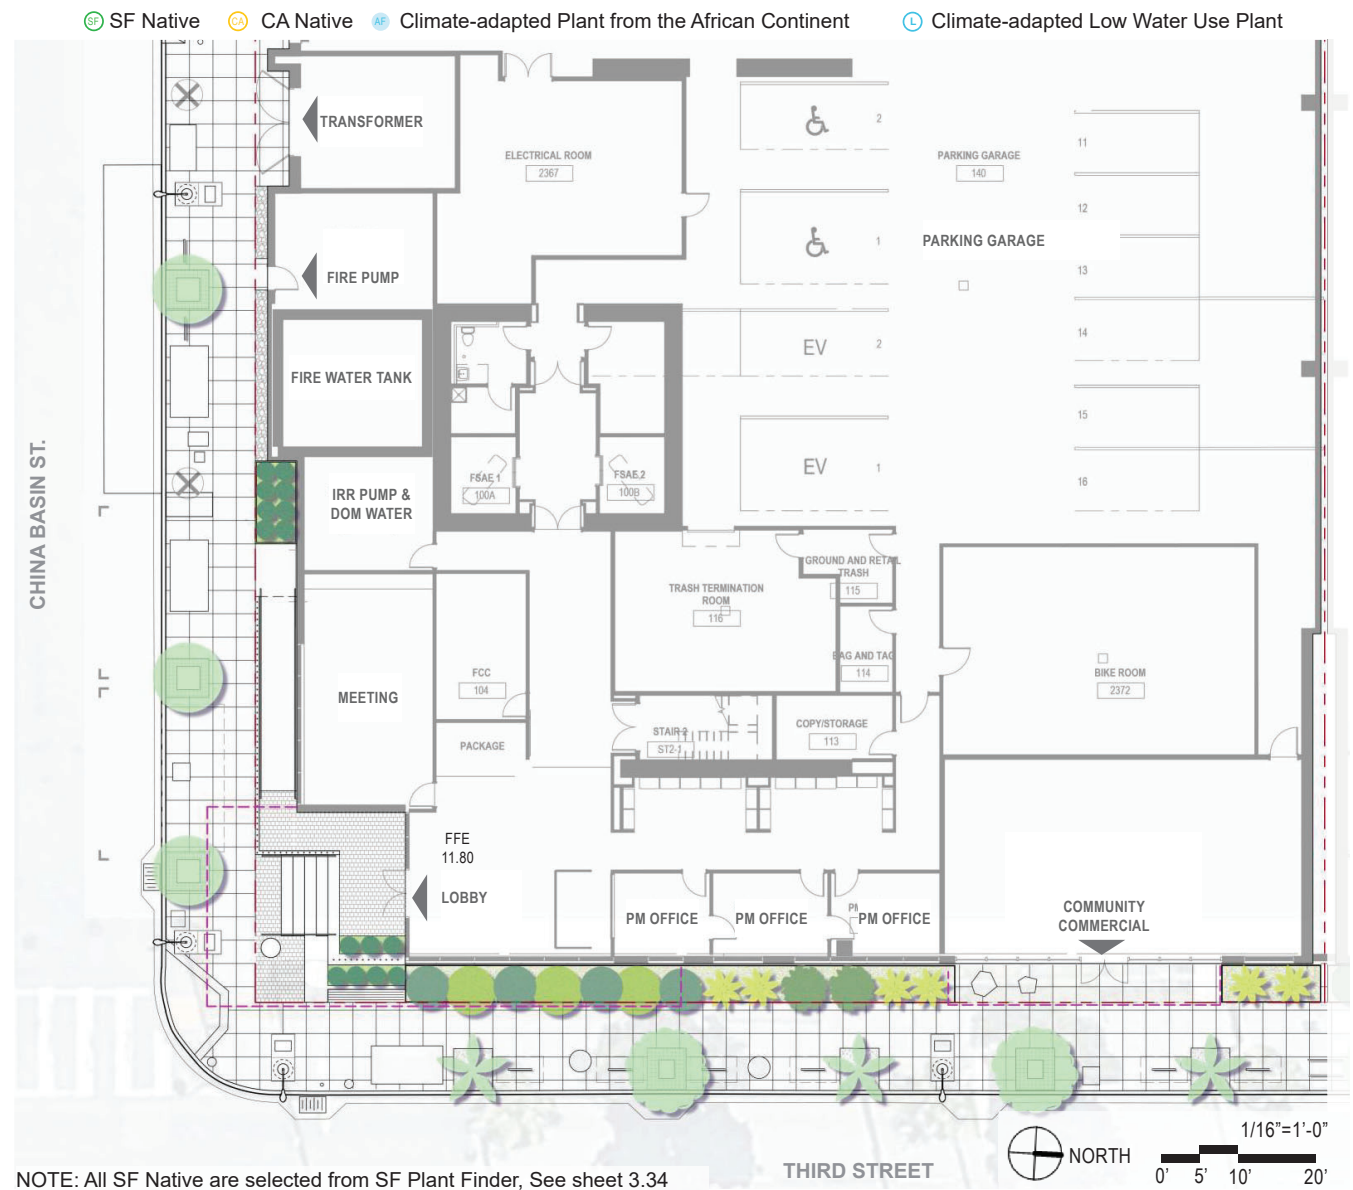 SF SF Native CA CA Native AF Climate-adapted Plant from the African Continent L Climate-adapted Low Water Use Plant
TRANSFORMER
ELECTRICAL ROOM
2367
2
PARKING GARAGE
140
11
12
1
PARKING GARAGE
13
FIRE PUMP
EV 2
14
FIRE WATER TANK
15
EV 1
16
FSAE 1
100A
FSAE 2
100B
IRR PUMP &
DOM WATER
CHINA BASIN ST.
GROUND AND RETAIL
TRASH
115
TRASH TERMINATION
ROOM
116
BAG AND TAG
114
FCC
104
BIKE ROOM
2372
MEETING
STAIR 2
ST2-1
COPY/STORAGE
113
PACKAGE
FFE
11.80
LOBBY
PM OFFICE
PM OFFICE
PM OFFICE
COMMUNITY
COMMERCIAL
1/16"=1'-0"
NORTH
0' 5' 10' 20'
THIRD STREET
NOTE: All SF Native are selected from SF Plant Finder, See sheet 3.34